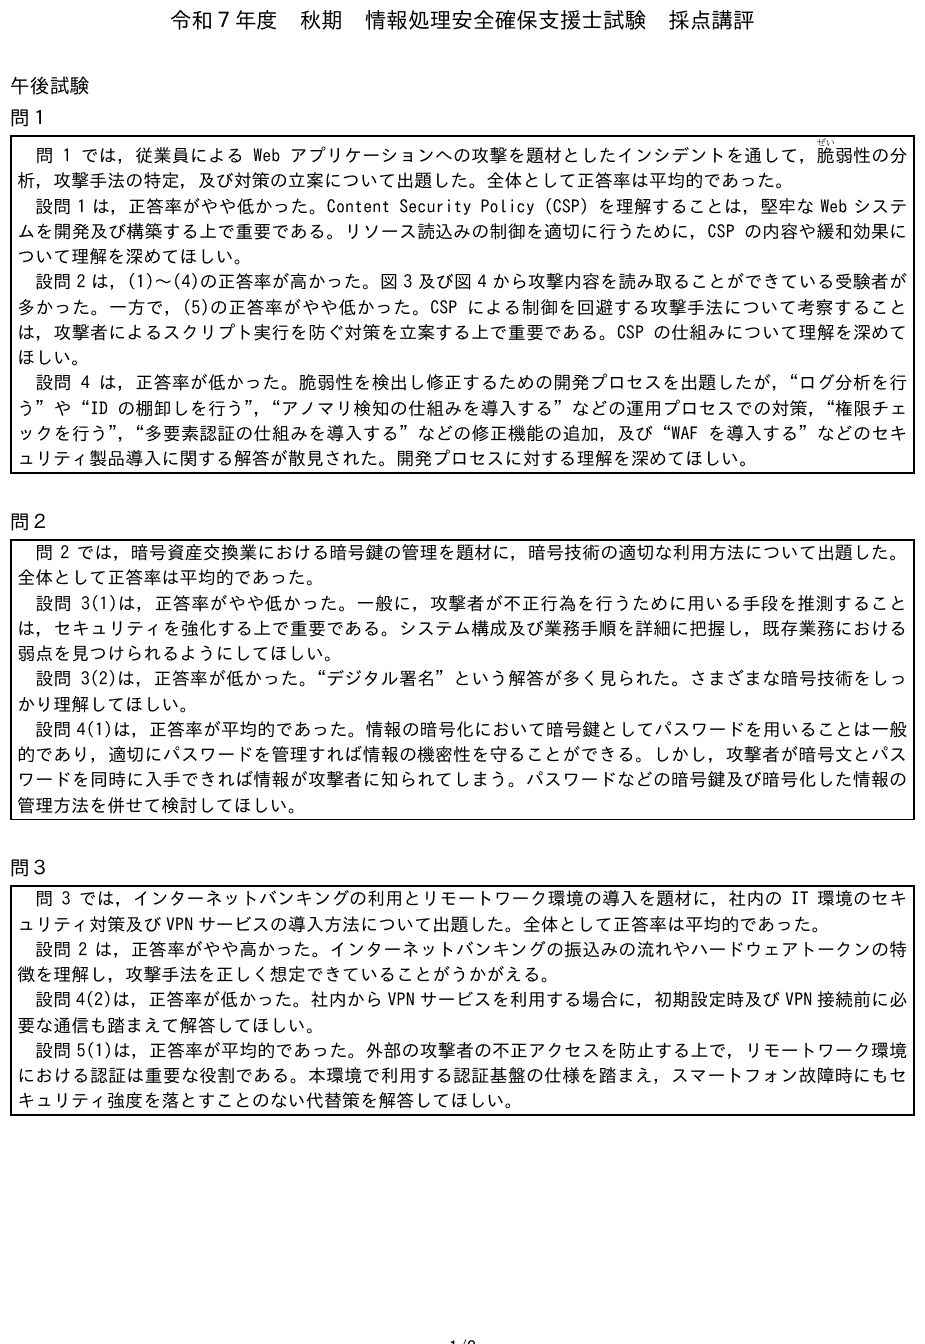 令和７年度　秋期　情報処理安全確保支援士試験　採点講評
午後試験
問１
ぜい
問 1 では，従業員による Web アプリケーションへの攻撃を題材としたインシデントを通して，脆弱性の分
析，攻撃手法の特定，及び対策の立案について出題した。全体として正答率は平均的であった。
設問 1 は，正答率がやや低かった。Content Security Policy（CSP）を理解することは，堅牢な Web システ
ムを開発及び構築する上で重要である。リソース読込みの制御を適切に行うために，CSP の内容や緩和効果に
ついて理解を深めてほしい。
設問 2 は，(1)～(4)の正答率が高かった。図 3 及び図 4 から攻撃内容を読み取ることができている受験者が
多かった。一方で，(5)の正答率がやや低かった。CSP による制御を回避する攻撃手法について考察すること
は，攻撃者によるスクリプト実行を防ぐ対策を立案する上で重要である。CSP の仕組みについて理解を深めて
ほしい。
設問 4 は，正答率が低かった。脆弱性を検出し修正するための開発プロセスを出題したが，“ログ分析を行
う”や“ID の棚卸しを行う”，“アノマリ検知の仕組みを導入する”などの運用プロセスでの対策，“権限チェ
ックを行う”，“多要素認証の仕組みを導入する”などの修正機能の追加，及び“WAF を導入する”などのセキ
ュリティ製品導入に関する解答が散見された。開発プロセスに対する理解を深めてほしい。
問２
問 2 では，暗号資産交換業における暗号鍵の管理を題材に，暗号技術の適切な利用方法について出題した。
全体として正答率は平均的であった。
設問 3(1)は，正答率がやや低かった。一般に，攻撃者が不正行為を行うために用いる手段を推測すること
は，セキュリティを強化する上で重要である。システム構成及び業務手順を詳細に把握し，既存業務における
弱点を見つけられるようにしてほしい。
設問 3(2)は，正答率が低かった。“デジタル署名”という解答が多く見られた。さまざまな暗号技術をしっ
かり理解してほしい。
設問 4(1)は，正答率が平均的であった。情報の暗号化において暗号鍵としてパスワードを用いることは一般
的であり，適切にパスワードを管理すれば情報の機密性を守ることができる。しかし，攻撃者が暗号文とパス
ワードを同時に入手できれば情報が攻撃者に知られてしまう。パスワードなどの暗号鍵及び暗号化した情報の
管理方法を併せて検討してほしい。
問３
問 3 では，インターネットバンキングの利用とリモートワーク環境の導入を題材に，社内の IT 環境のセキ
ュリティ対策及び VPN サービスの導入方法について出題した。全体として正答率は平均的であった。
設問 2 は，正答率がやや高かった。インターネットバンキングの振込みの流れやハードウェアトークンの特
徴を理解し，攻撃手法を正しく想定できていることがうかがえる。
設問 4(2)は，正答率が低かった。社内から VPN サービスを利用する場合に，初期設定時及び VPN 接続前に必
要な通信も踏まえて解答してほしい。
設問 5(1)は，正答率が平均的であった。外部の攻撃者の不正アクセスを防止する上で，リモートワーク環境
における認証は重要な役割である。本環境で利用する認証基盤の仕様を踏まえ，スマートフォン故障時にもセ
キュリティ強度を落とすことのない代替策を解答してほしい。